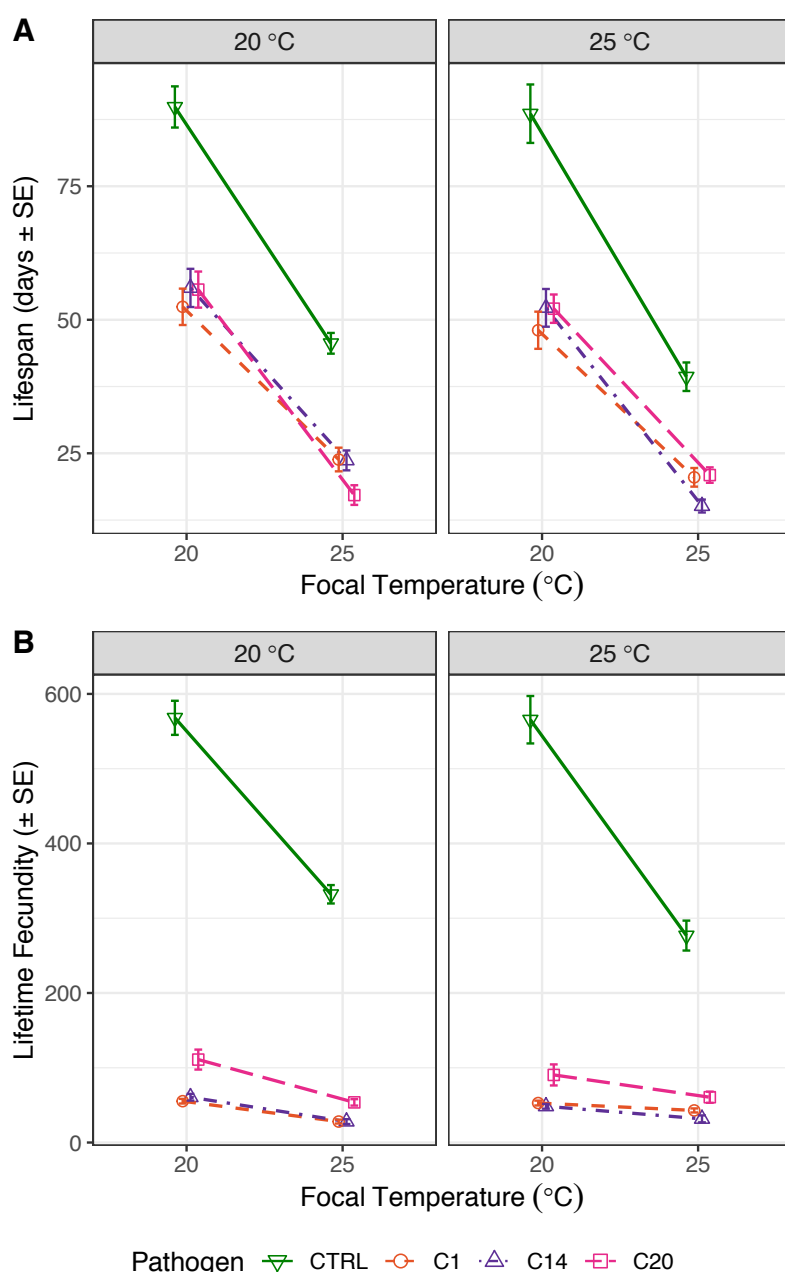 A
20 °C
25 °C
Lifespan (days ± SE)
75
50
25
20
25
20
25
Focal Temperature (°C)
B
20 °C
25 °C
Lifetime Fecundity (± SE)
600
400
200
0
20
25
20
25
Focal Temperature (°C)
Pathogen CTRL C1 C14 C20